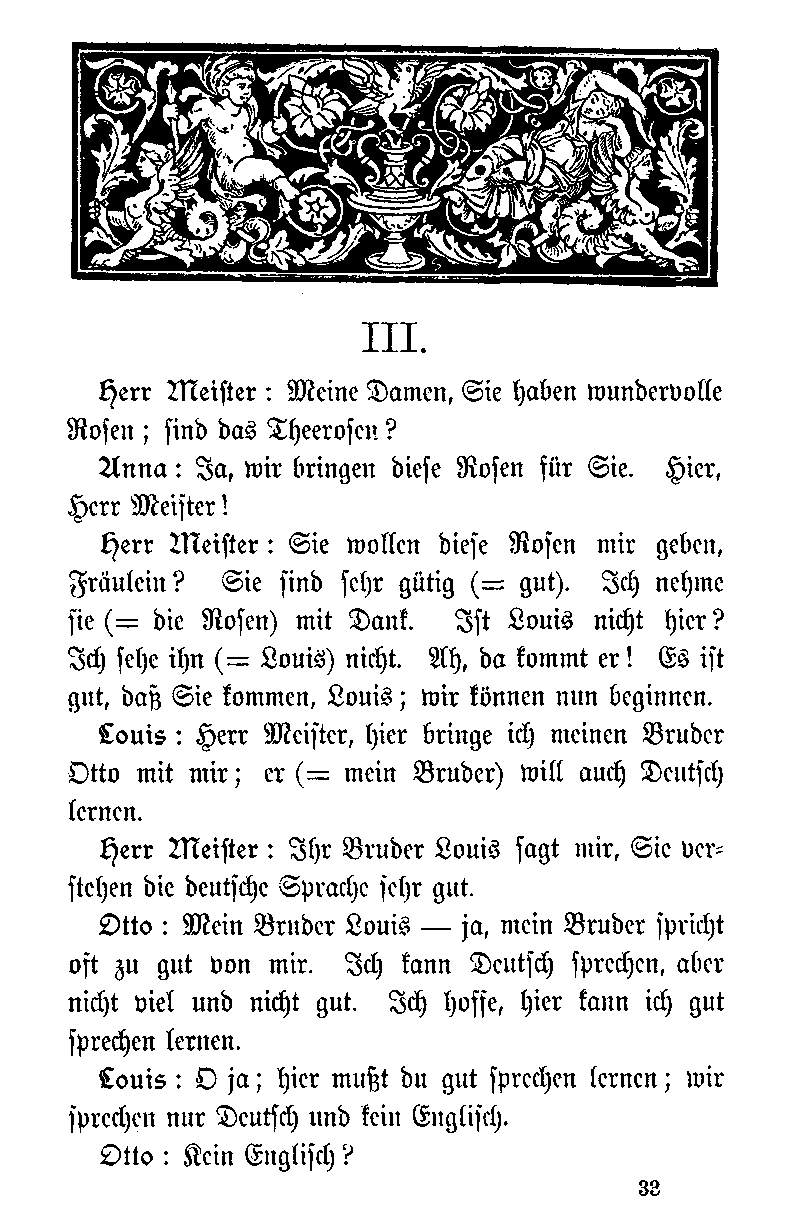 III.
Herr Meister: Meine Damen, Sie haben wundervolle
Rosen; sind das Theerosen?
Anna: Ja, wir bringen diese Rosen für Sie. Hier,
Herr Meister!
Herr Meister: Sie wollen diese Rosen mir geben,
Fräulein? Sie sind sehr gütig (= gut). Ich nehme
sie (= die Rosen) mit Dank. Ist Louis nicht hier?
Ich sehe ihn (= Louis) nicht. Ah, da kommt er! Es ist
gut, daß Sie kommen, Louis; wir können nun beginnen.
Louis: Herr Meister, hier bringe ich meinen Bruder
Otto mit mir; er (= mein Bruder) will auch Deutsch
lernen.
Herr Meister: Ihr Bruder Louis sagt mir, Sie ver-
stehen die deutsche Sprache sehr gut.
Otto: Mein Bruder Louis — ja, mein Bruder spricht
oft zu gut von mir. Ich kann Deutsch sprechen, aber
nicht viel und nicht gut. Ich hoffe, hier kann ich gut
sprechen lernen.
Louis: O ja; hier mußt du gut sprechen lernen; wir
sprechen nur Deutsch und kein Englisch.
Otto: Kein Englisch?
33